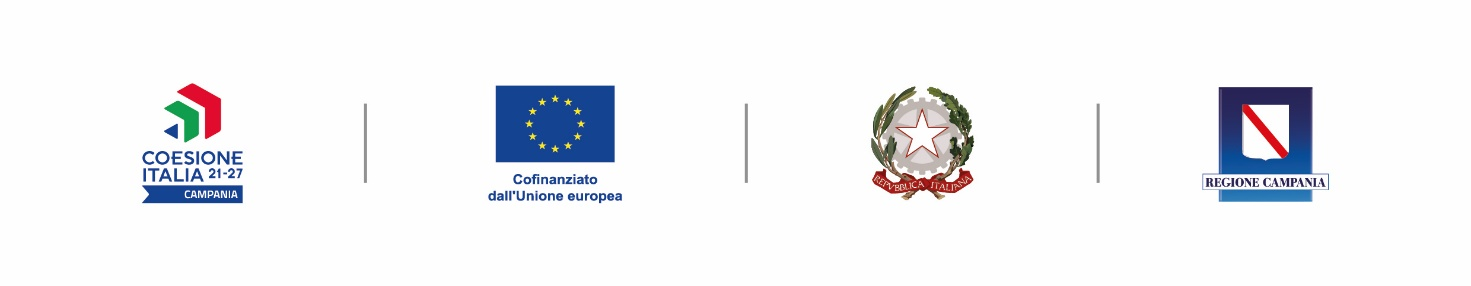 COESIONE
ITALIA 21-27
CAMPANIA
Cofinanziato
dall'Unione europea
REPVBBLICA ITALIANA
REGIONE CAMPANIA